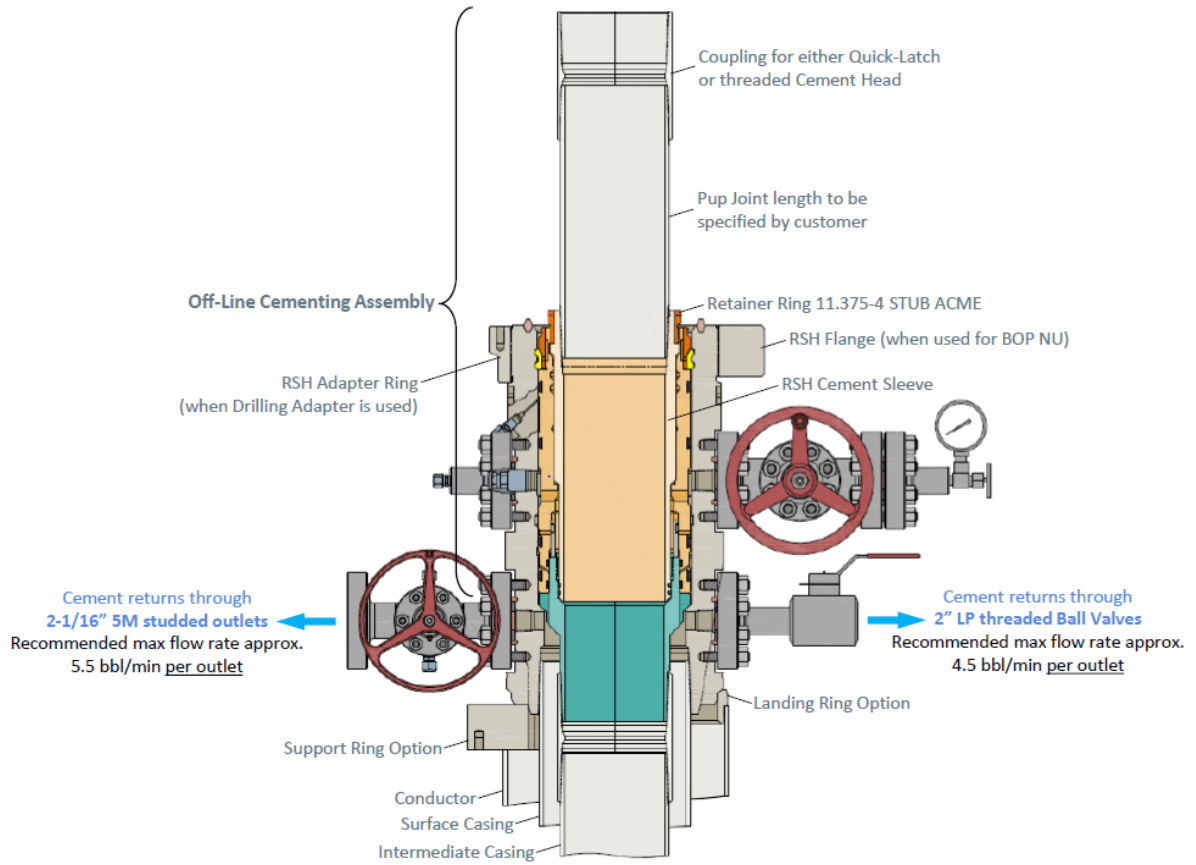 Coupling for either Quick-Latch
or threaded Cement Head
Pup Joint length to be
specified by customer
Off-Line Cementing Assembly
Retainer Ring 11.375-4 STUB ACME
RSH Flange (when used for BOP NU)
RSH Adapter Ring
(when Drilling Adapter is used)
RSH Cement Sleeve
Cement returns through
2-1/16” 5M studded outlets
Recommended max flow rate approx.
5.5 bbl/min per outlet
Cement returns through
2” LP threaded Ball Valves
Recommended max flow rate approx.
4.5 bbl/min per outlet
Landing Ring Option
Support Ring Option
Conductor
Surface Casing
Intermediate Casing